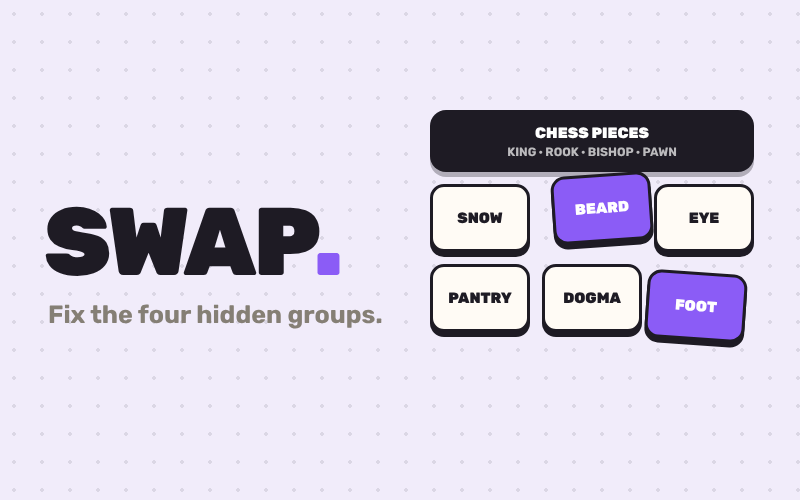 SWAP.
Fix the four hidden groups.
CHESS PIECES
KING • ROOK • BISHOP • PAWN
SNOW
BEARD
EYE
PANTRY
DOGMA
FOOT